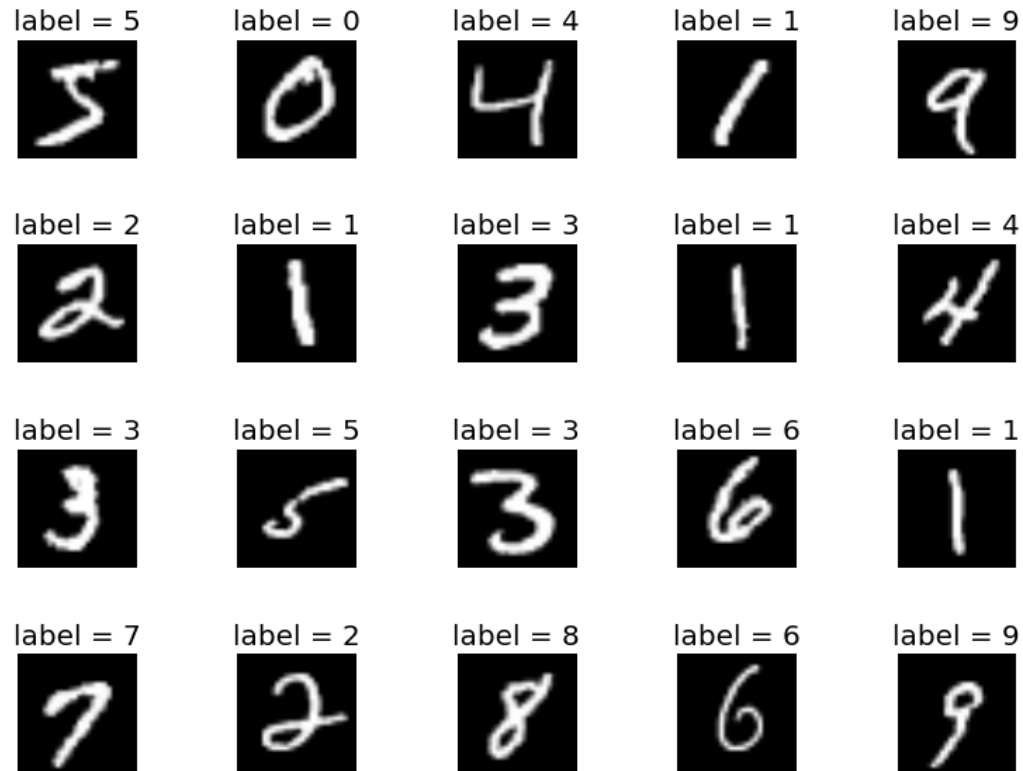 label = 5 label = 0 label = 4 label = 1 label = 9
5 0 4 1 9
label = 2 label = 1 label = 3 label = 1 label = 4
2 1 3 1 4
label = 3 label = 5 label = 3 label = 6 label = 1
3 5 3 6 1
label = 7 label = 2 label = 8 label = 6 label = 9
7 2 8 6 9